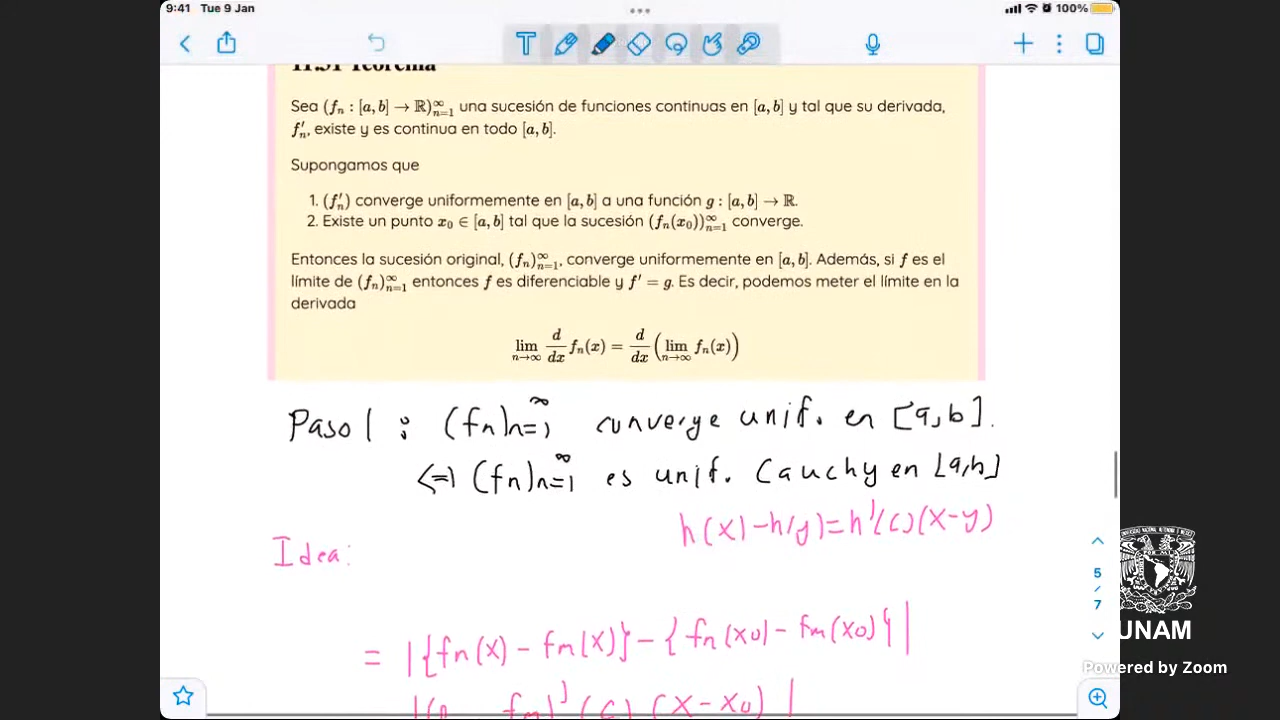 9:41 Tue 9 Jan
100%
11.31 Teorema
Sea (fₙ : [a, b] → ℝ)ₙ₌₁^∞ una sucesión de funciones continuas en [a, b] y tal que su derivada,
f′ₙ, existe y es continua en todo [a, b].
Supongamos que
1. (f′ₙ) converge uniformemente en [a, b] a una función g : [a, b] → ℝ.
2. Existe un punto x₀ ∈ [a, b] tal que la sucesión (fₙ(x₀))ₙ₌₁^∞ converge.
Entonces la sucesión original, (fₙ)ₙ₌₁^∞, converge uniformemente en [a, b]. Además, si f es el
límite de (fₙ)ₙ₌₁^∞ entonces f es diferenciable y f′ = g. Es decir, podemos meter el límite en la
derivada
lim_{n→∞} d/dx fₙ(x) = d/dx (lim_{n→∞} fₙ(x))
Paso 1 : (fn)n=1^∞ converge unif. en [a,b].
⟺ (fn)n=1^∞ es unif. Cauchy en [a,b]
h(x)-h(y)=h'(c)(x-y)
Idea:
= |{fn(x) - fm(x)} - {fn(x0) - fm(x0)}|
fm)'(c) (x-x0) |
5
7
UNAM
Powered by Zoom